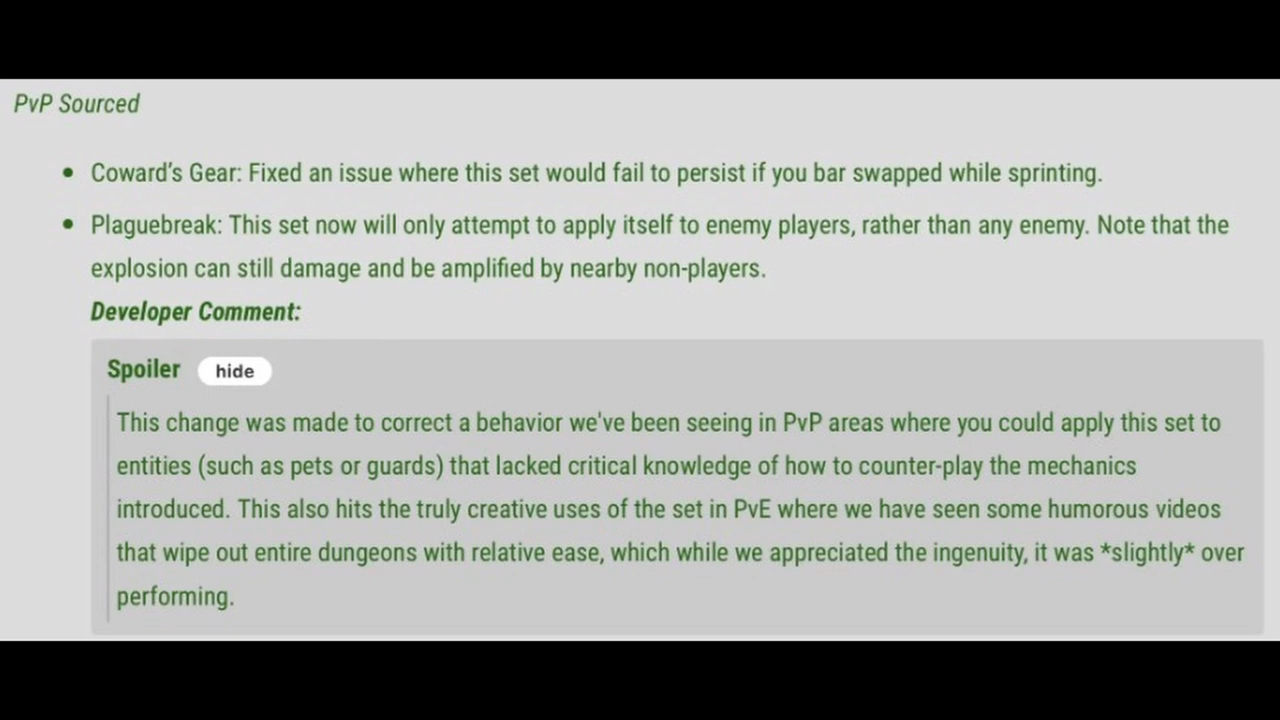 PvP Sourced
• Coward's Gear: Fixed an issue where this set would fail to persist if you bar swapped while sprinting.
• Plaguebreak: This set now will only attempt to apply itself to enemy players, rather than any enemy. Note that the
explosion can still damage and be amplified by nearby non-players.
Developer Comment:
Spoiler hide
This change was made to correct a behavior we've been seeing in PvP areas where you could apply this set to
entities (such as pets or guards) that lacked critical knowledge of how to counter-play the mechanics
introduced. This also hits the truly creative uses of the set in PvE where we have seen some humorous videos
that wipe out entire dungeons with relative ease, which while we appreciated the ingenuity, it was *slightly* over
performing.